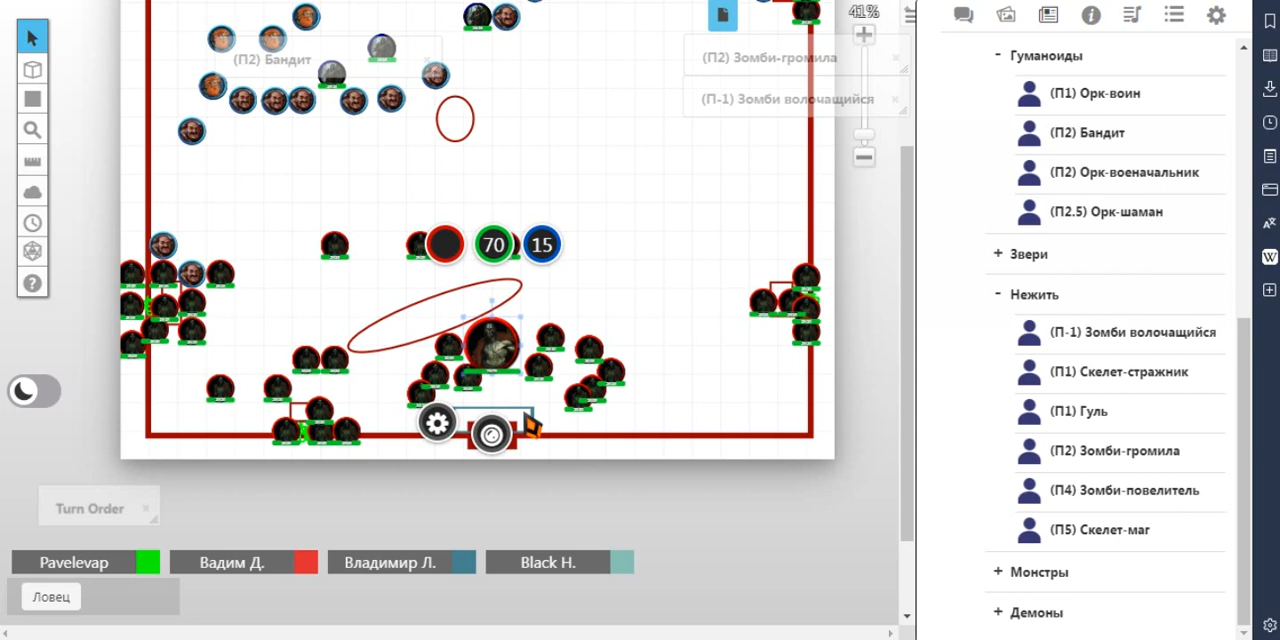 41%
(П2) Бандит
(П2) Зомби-громила
(П-1) Зомби волочащийся
70
15
Turn Order
Pavelevap
Вадим Д.
Владимир Л.
Black H.
Ловец
- Гуманоиды
(П1) Орк-воин
(П2) Бандит
(П2) Орк-военачальник
(П2.5) Орк-шаман
+ Звери
- Нежить
(П-1) Зомби волочащийся
(П1) Скелет-стражник
(П1) Гуль
(П2) Зомби-громила
(П4) Зомби-повелитель
(П5) Скелет-маг
+ Монстры
+ Демоны
W